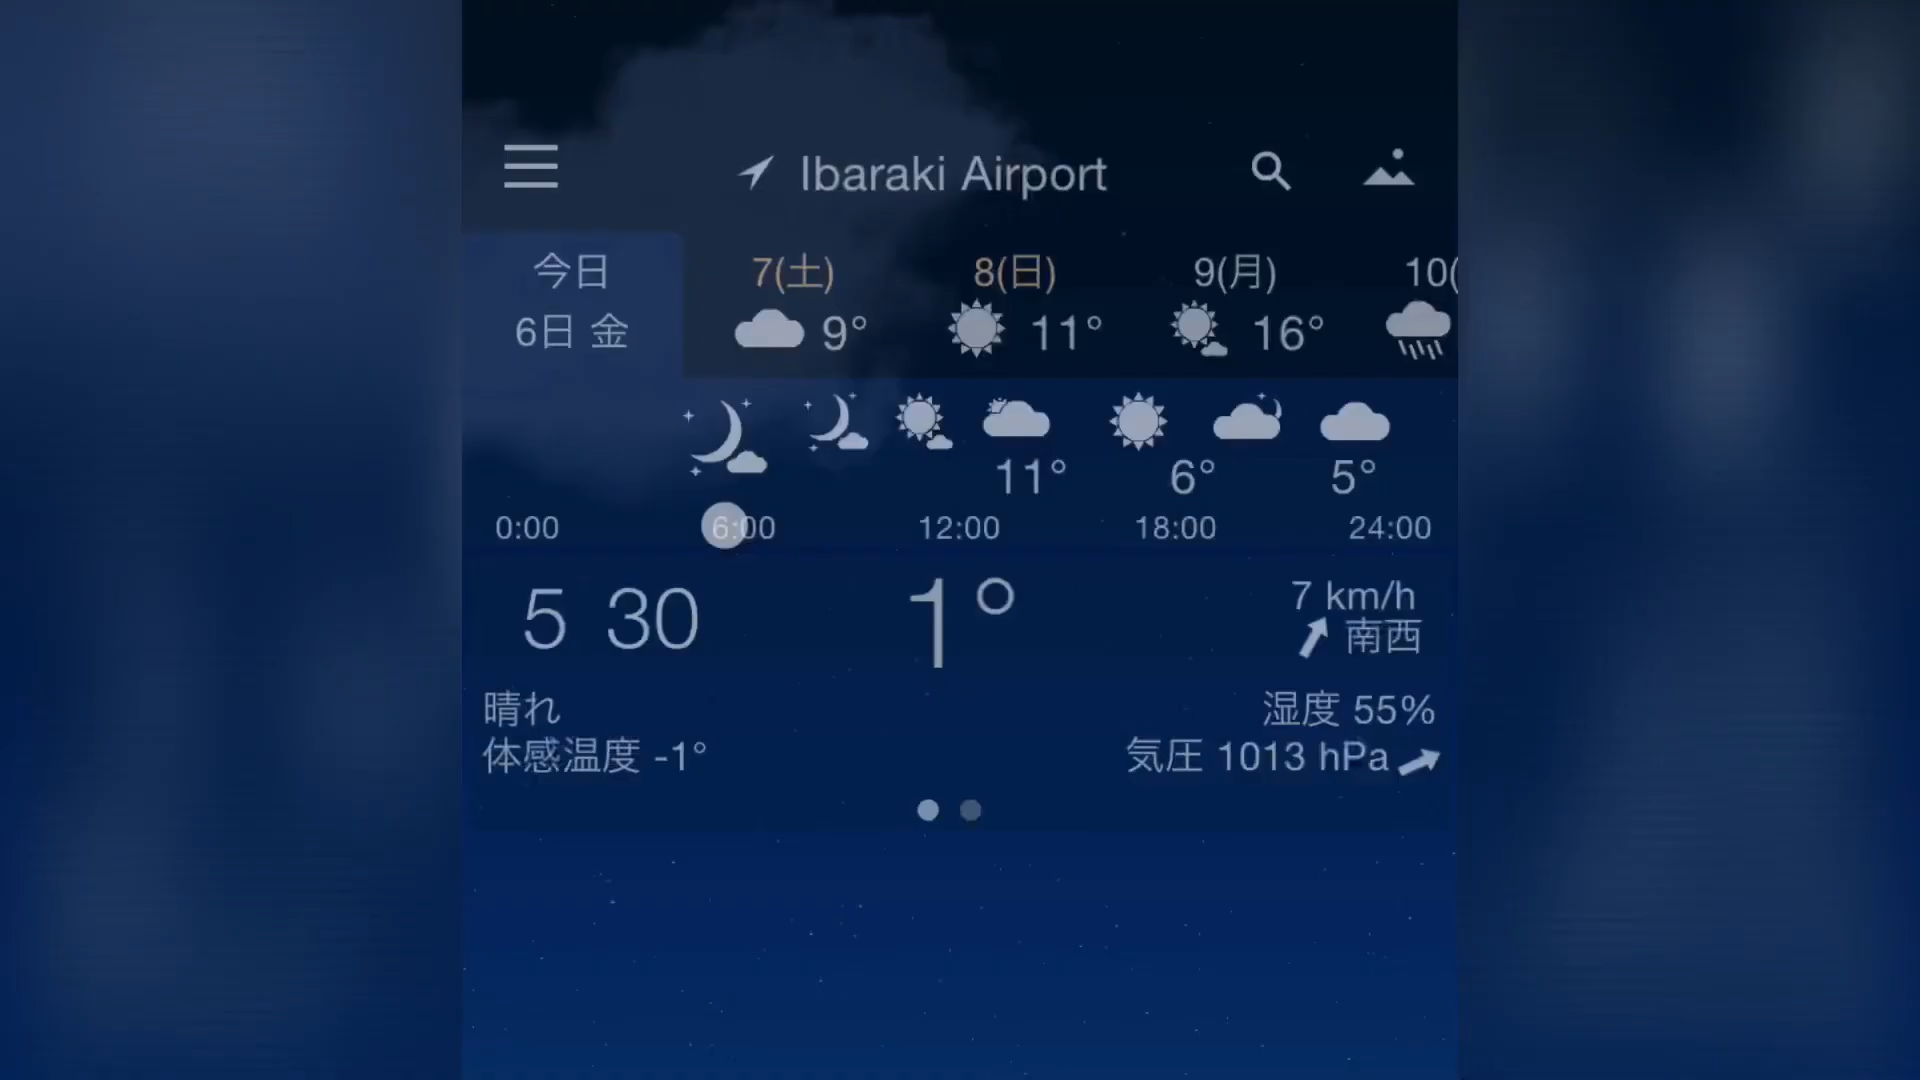 Ibaraki Airport
今日 7(土) 8(日) 9(月) 10(
6日 金 9° 11° 16°
11° 6° 5°
0:00 6:00 12:00 18:00 24:00
5 30 1° 7 km/h
南西
晴れ 湿度 55%
体感温度 -1° 気圧 1013 hPa